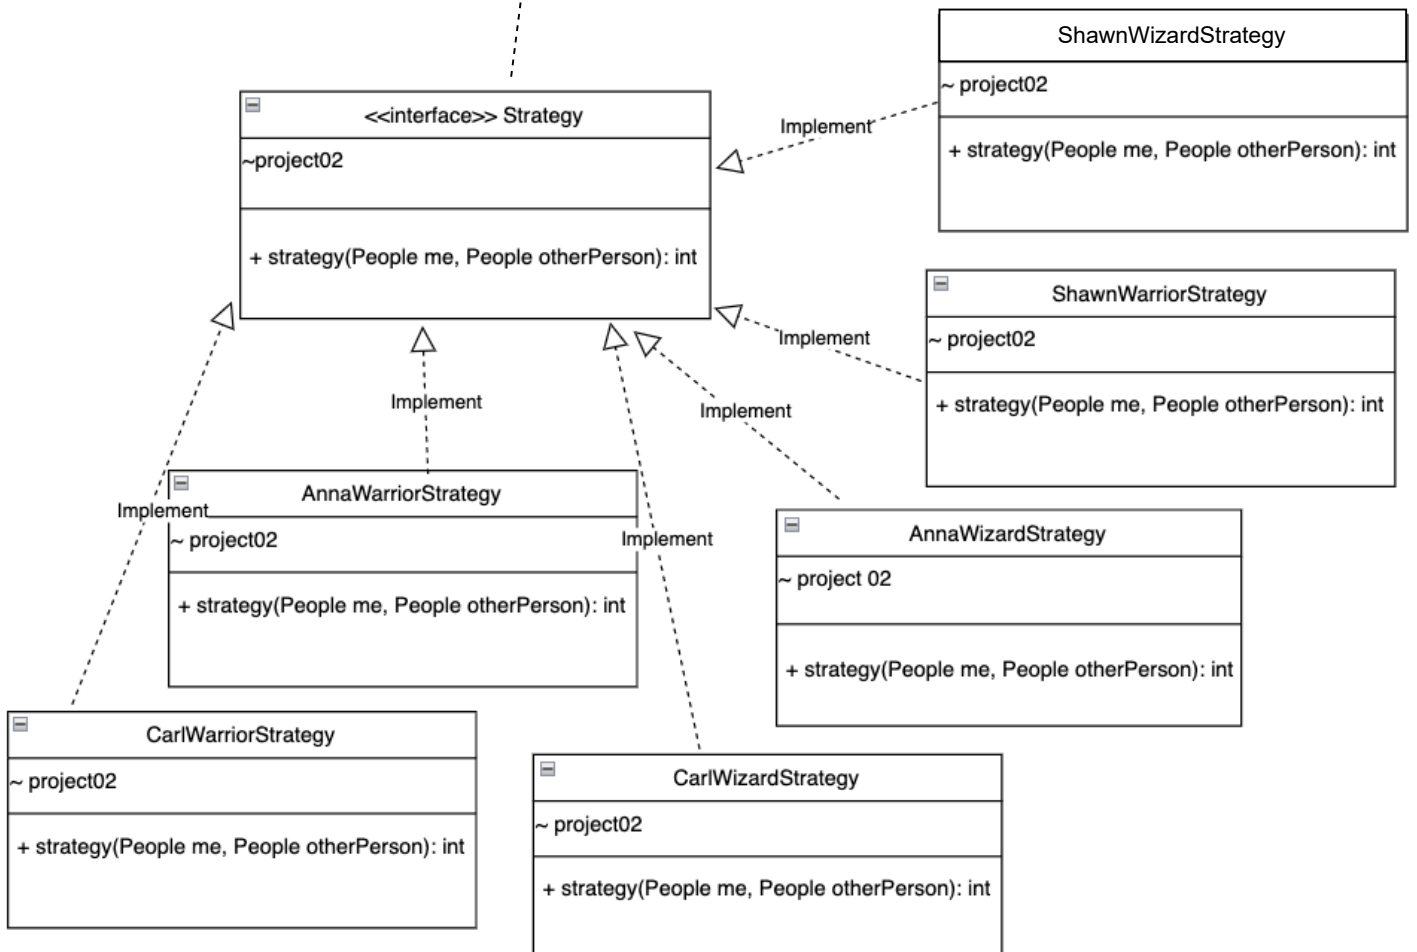 ShawnWizardStrategy
~ project02
+ strategy(People me, People otherPerson): int
<<interface>> Strategy
~project02
+ strategy(People me, People otherPerson): int
Implement
ShawnWarriorStrategy
~ project02
+ strategy(People me, People otherPerson): int
Implement
Implement
Implement
AnnaWarriorStrategy
~ project02
+ strategy(People me, People otherPerson): int
Implement
Implement
AnnaWizardStrategy
~ project 02
+ strategy(People me, People otherPerson): int
CarlWarriorStrategy
~ project02
+ strategy(People me, People otherPerson): int
CarlWizardStrategy
~ project02
+ strategy(People me, People otherPerson): int